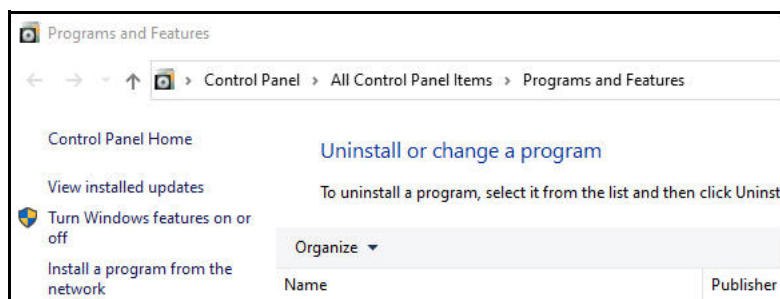 Programs and Features
Control Panel > All Control Panel Items > Programs and Features
Control Panel Home
Uninstall or change a program
View installed updates
To uninstall a program, select it from the list and then click Uninst
Turn Windows features on or
off
Organize
Install a program from the
network
Name Publisher